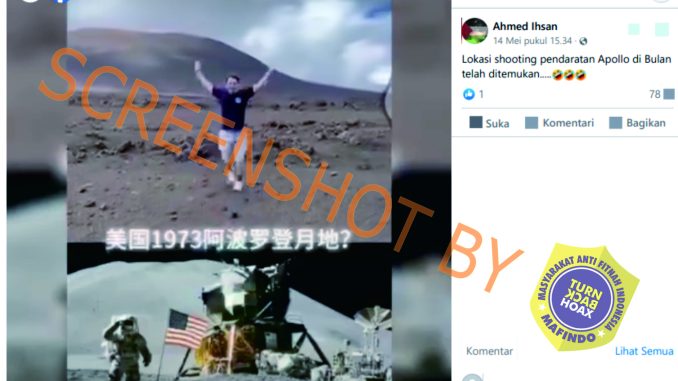 Ahmed Ihsan
14 Mei pukul 15.34
Lokasi shooting pendaratan Apollo di Bulan
telah ditemukan.....🤣🤣🤣
1
78
Suka
Komentari
Bagikan
SCREENSHOT BY
美国1973阿波罗登月地?
MASYARAKAT ANTI FITNAH INDONESIA
TURN
BACK
HOAX
MAFINDO
Komentar
Lihat Semua